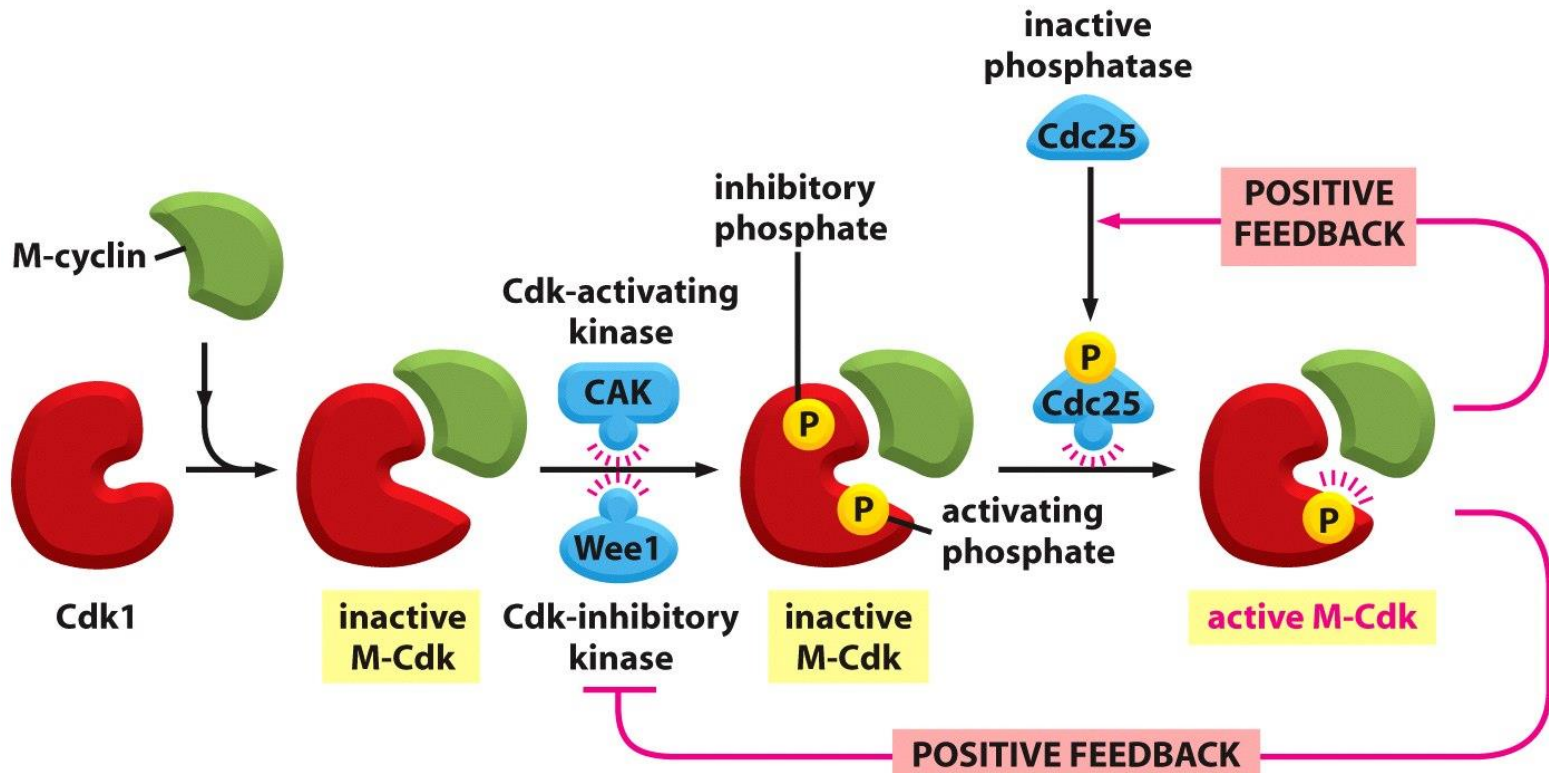 inactive
phosphatase
Cdc25
POSITIVE
FEEDBACK
inhibitory
phosphate
M-cyclin
Cdk-activating
kinase
CAK
P
Cdc25
P
P
activating
phosphate
P
Wee1
Cdk1
inactive
M-Cdk
Cdk-inhibitory
kinase
inactive
M-Cdk
active M-Cdk
POSITIVE FEEDBACK